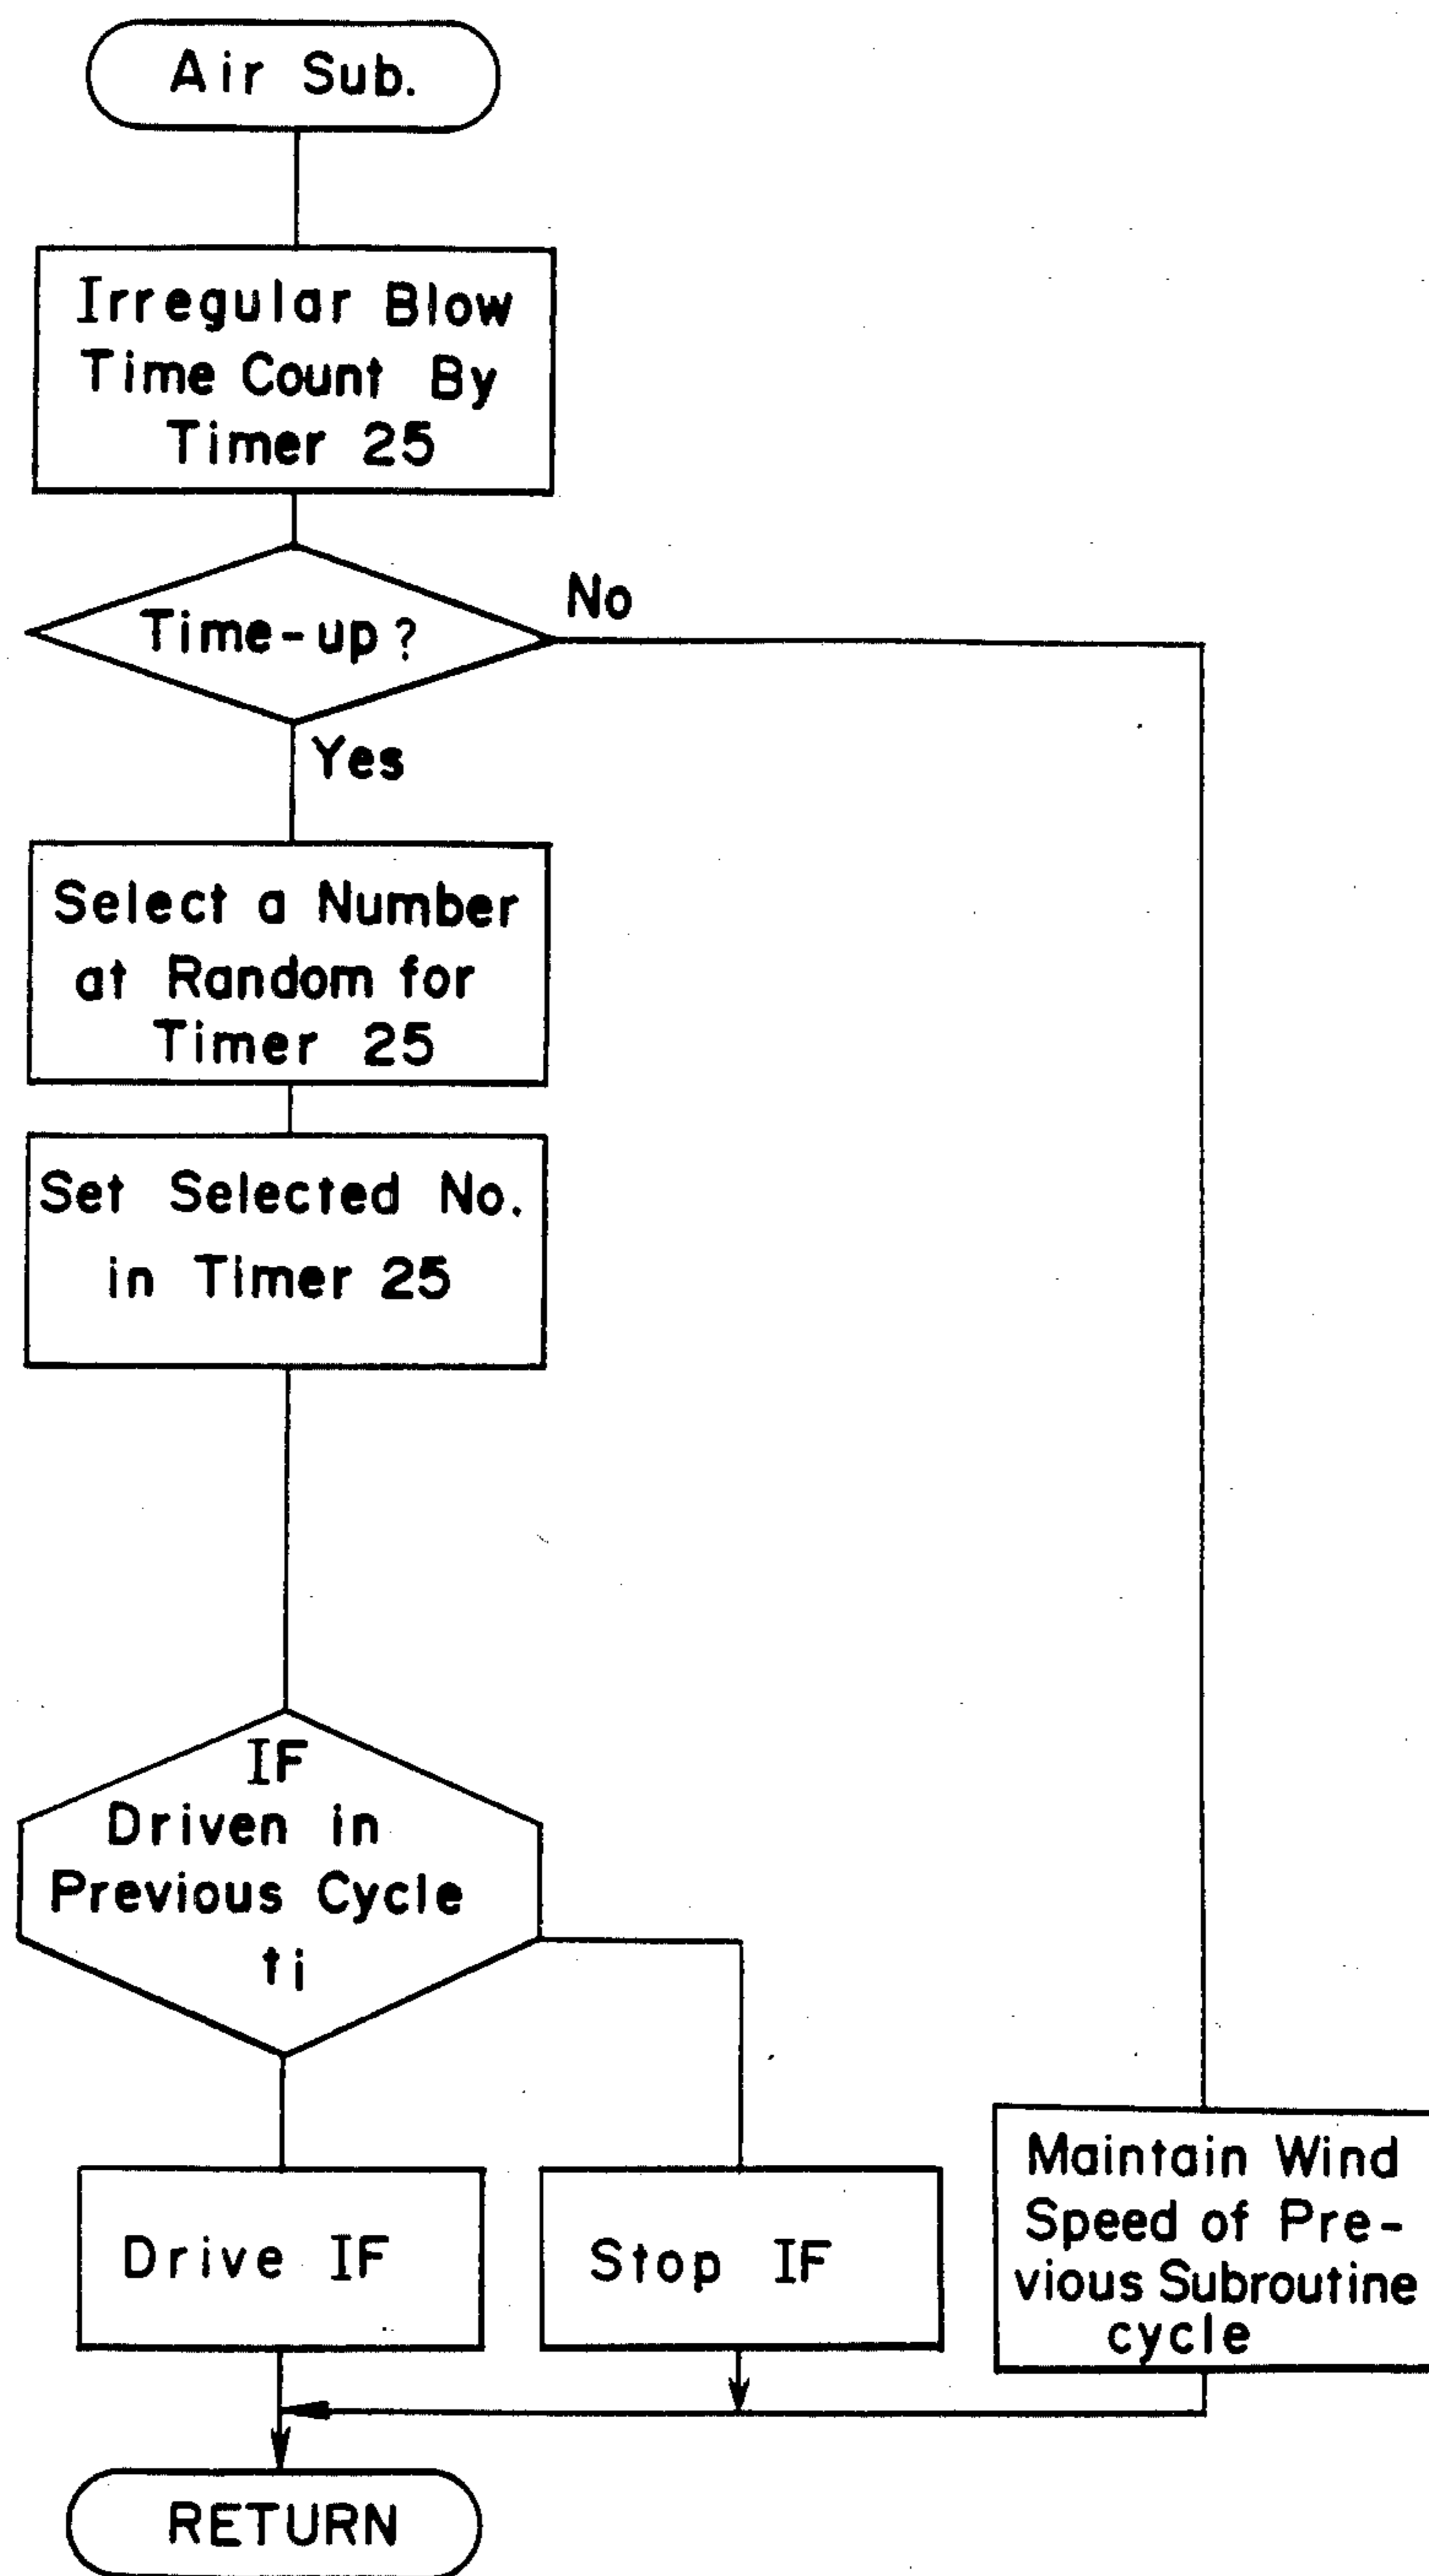 Air Sub.
Irregular Blow
Time Count By
Timer 25
Time-up?
No
Yes
Select a Number
at Random for
Timer 25
Set Selected No.
in Timer 25
IF
Driven in
Previous Cycle
ti
Drive IF
Stop IF
Maintain Wind
Speed of Pre-
vious Subroutine
cycle
RETURN